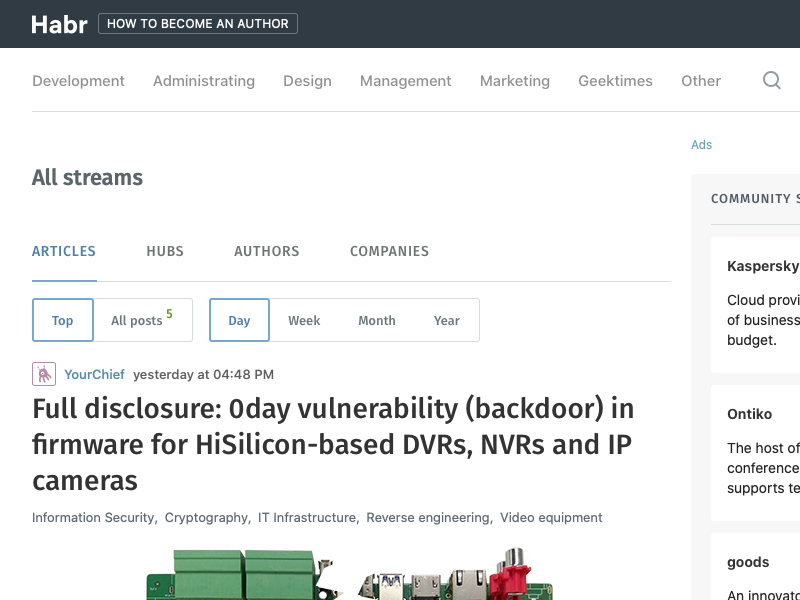 Habr HOW TO BECOME AN AUTHOR
Development Administrating Design Management Marketing Geektimes Other
Ads
All streams
COMMUNITY
ARTICLES HUBS AUTHORS COMPANIES
Kaspersky
Top All posts 5 Day Week Month Year
Cloud provi
of business
budget.
YourChief yesterday at 04:48 PM
Full disclosure: 0day vulnerability (backdoor) in
firmware for HiSilicon-based DVRs, NVRs and IP
cameras
Information Security, Cryptography, IT Infrastructure, Reverse engineering, Video equipment
Ontiko
The host of
conference
supports te
goods
An innovat